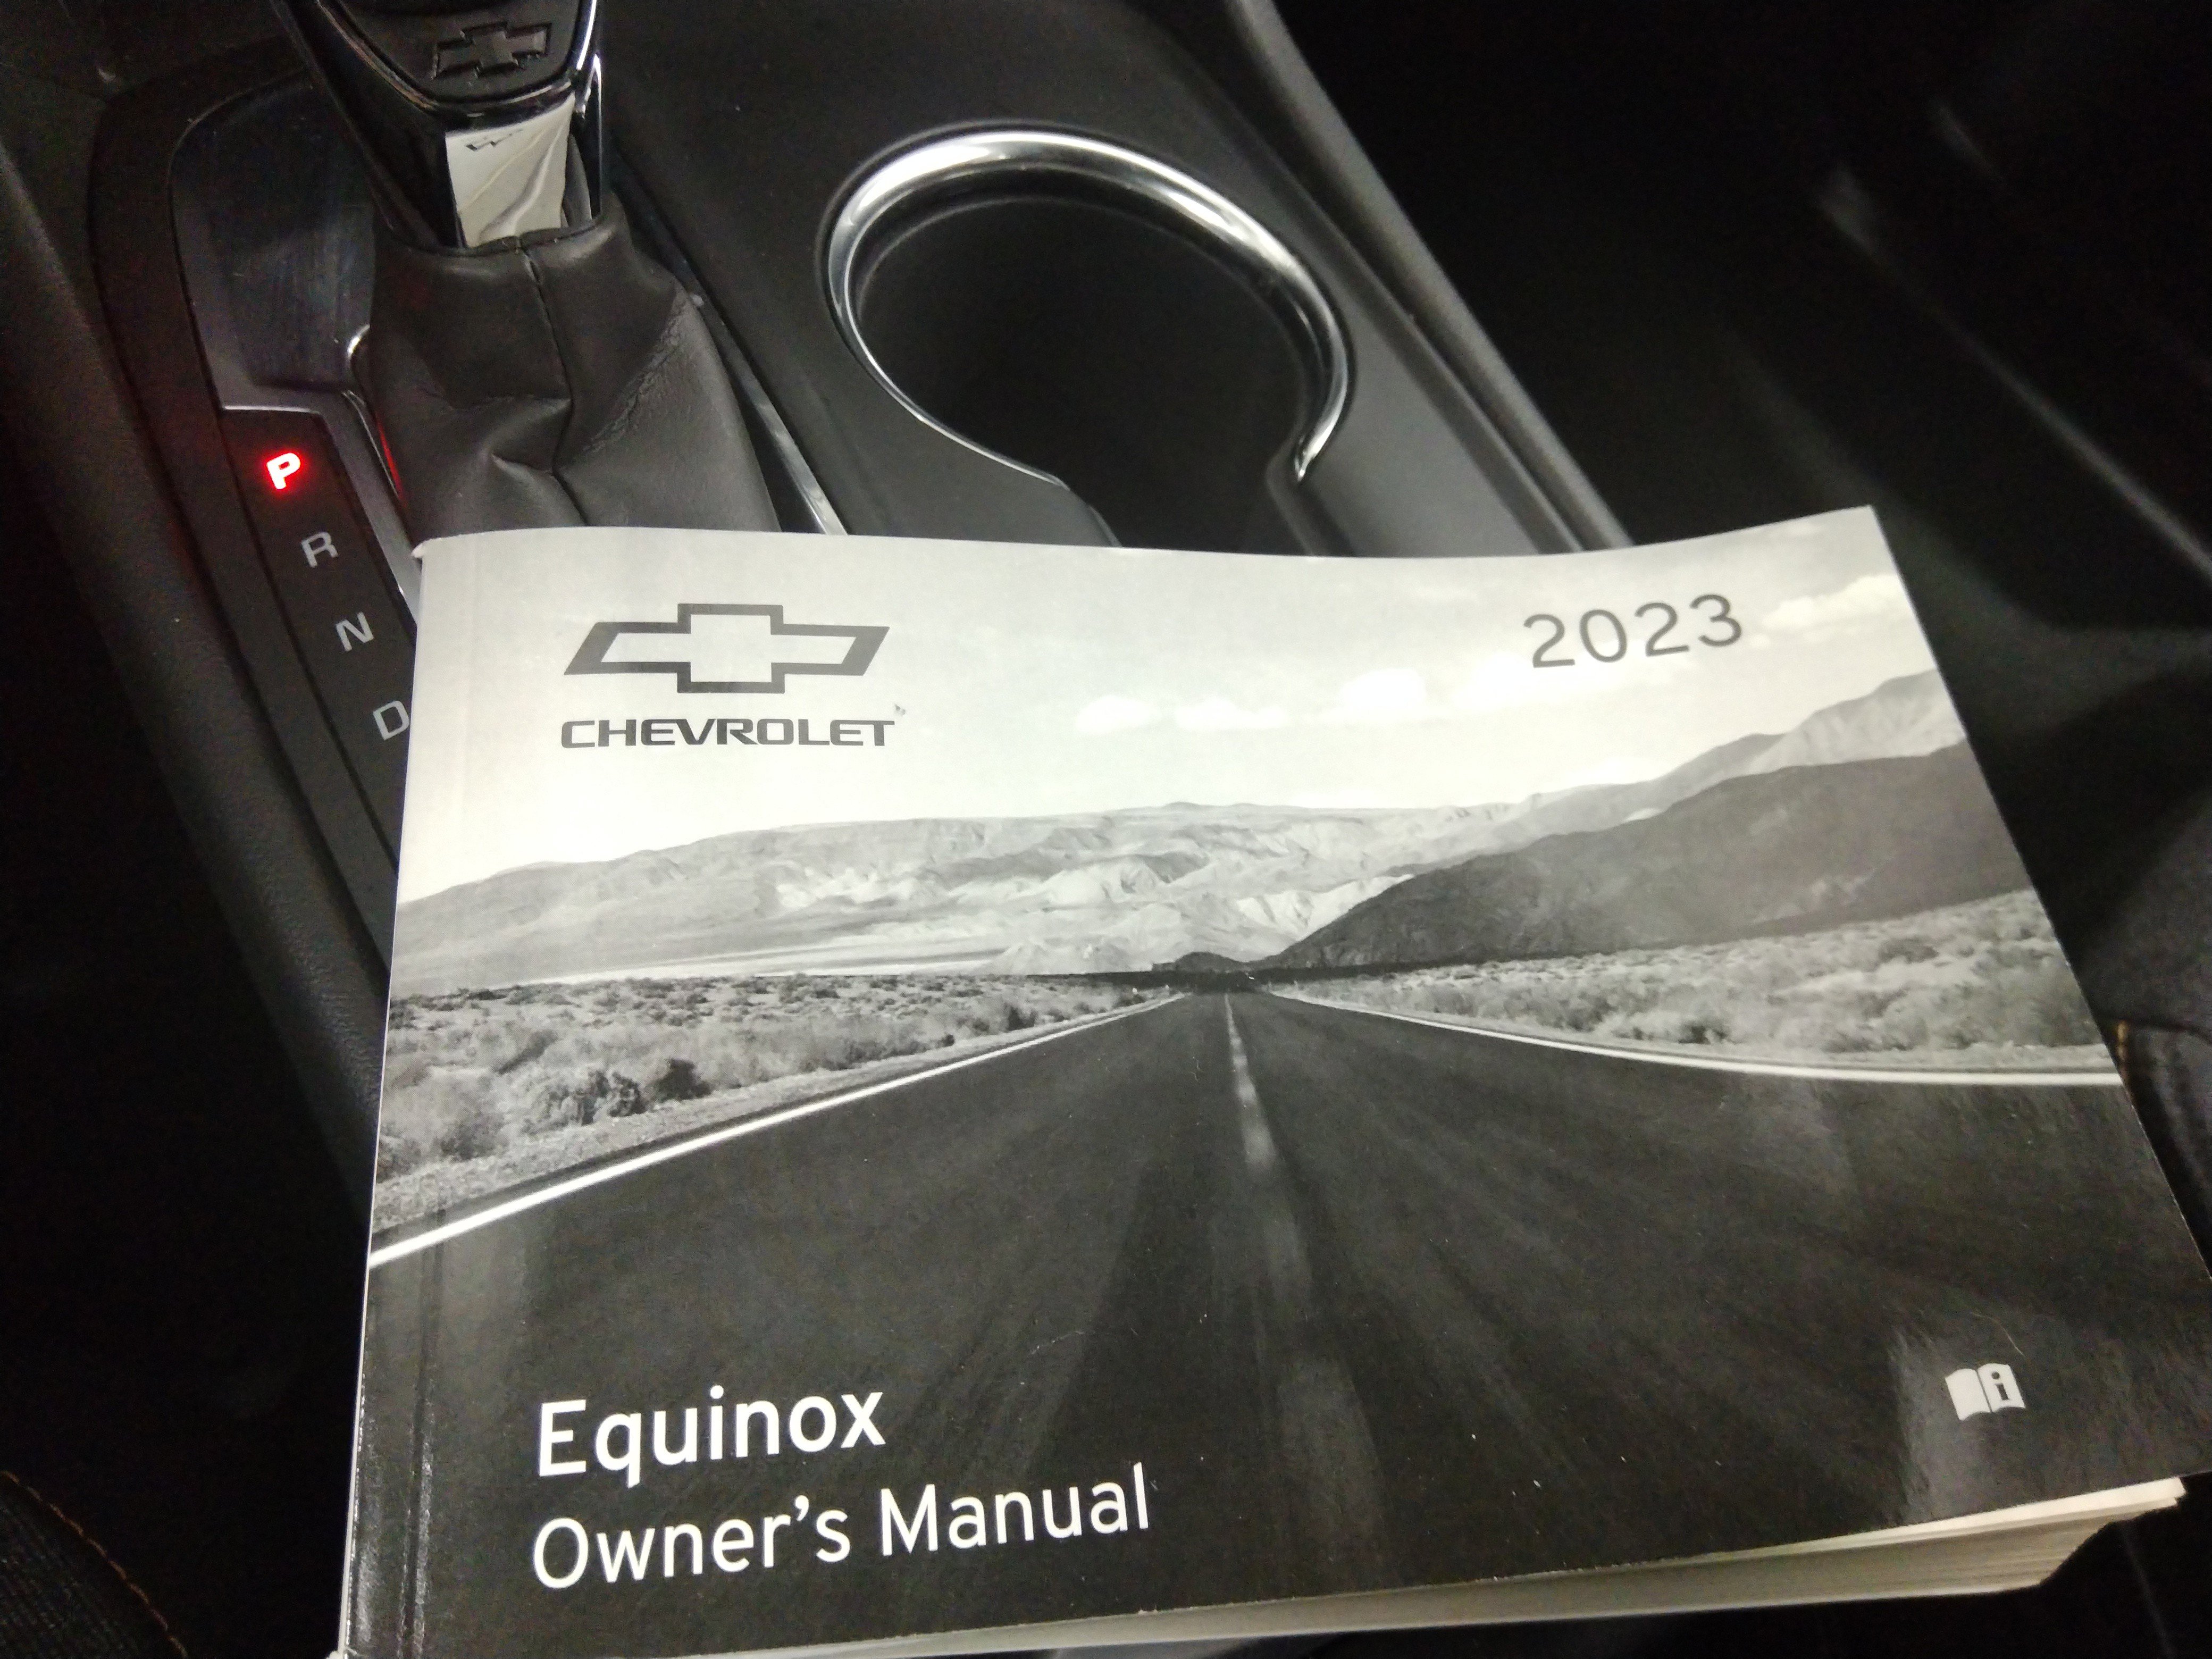 P
R
N
D
CHEVROLET
2023
Equinox
Owner's Manual
i